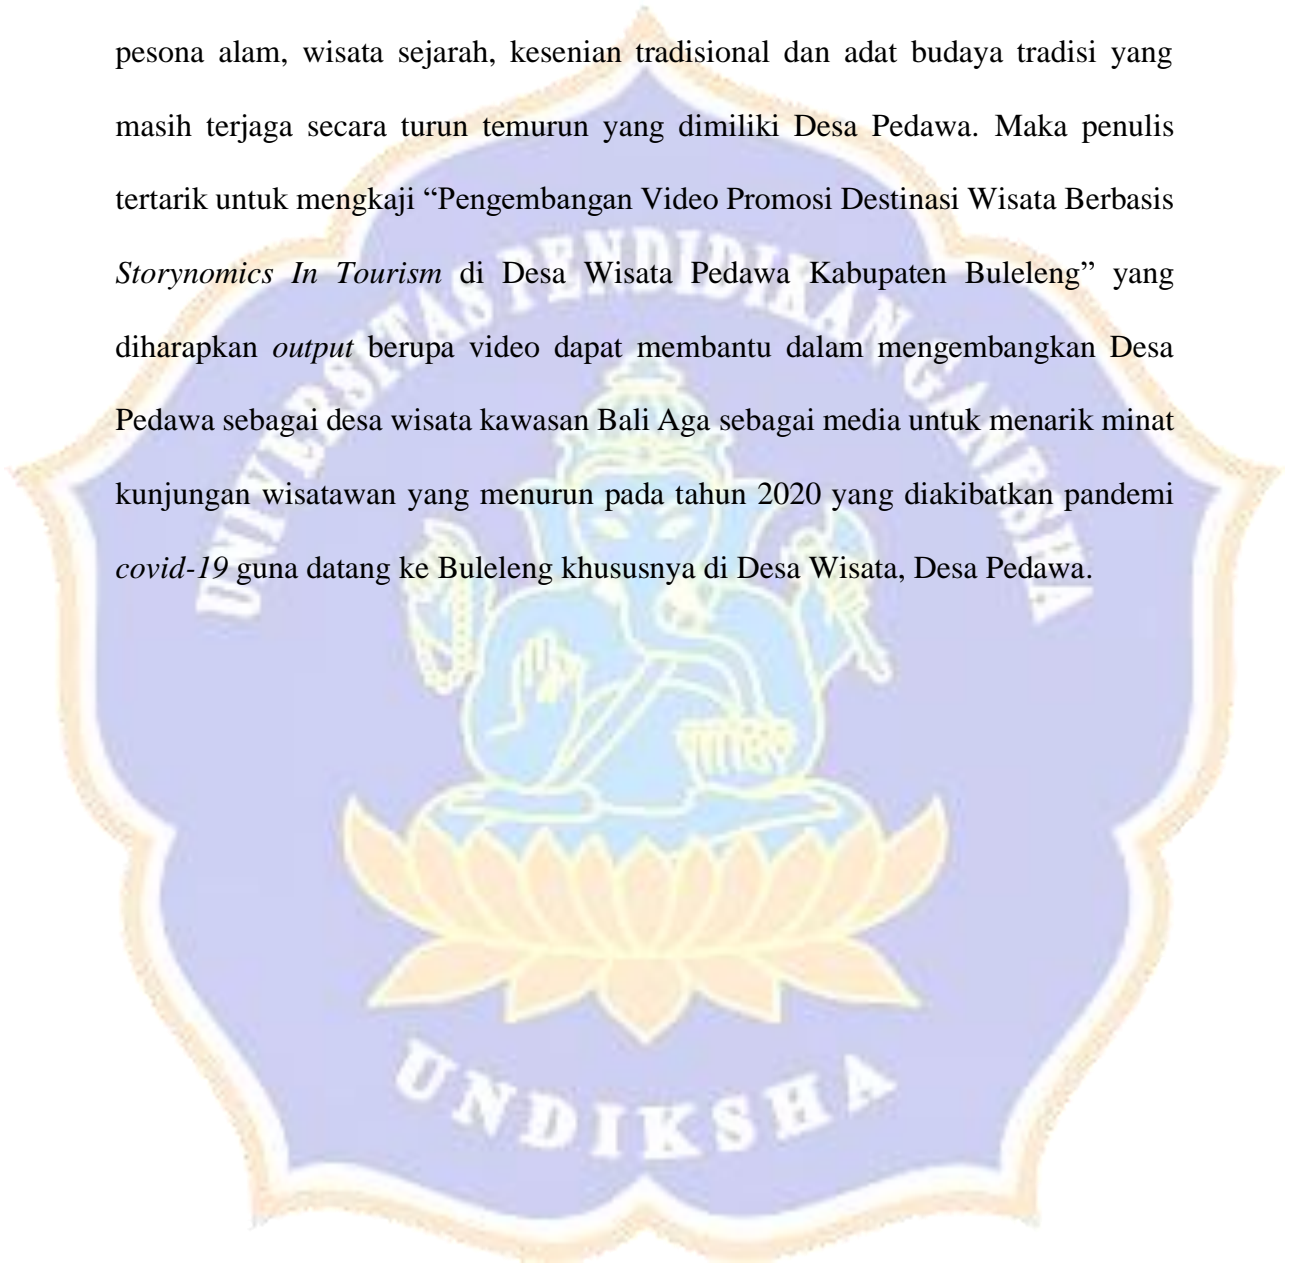 pesona alam, wisata sejarah, kesenian tradisional dan adat budaya tradisi yang
masih terjaga secara turun temurun yang dimiliki Desa Pedawa. Maka penulis
tertarik untuk mengkaji “Pengembangan Video Promosi Destinasi Wisata Berbasis
Storynomics In Tourism di Desa Wisata Pedawa Kabupaten Buleleng” yang
diharapkan output berupa video dapat membantu dalam mengembangkan Desa
Pedawa sebagai desa wisata kawasan Bali Aga sebagai media untuk menarik minat
kunjungan wisatawan yang menurun pada tahun 2020 yang diakibatkan pandemi
covid-19 guna datang ke Buleleng khususnya di Desa Wisata, Desa Pedawa.
UNIVERSITAS PENDIDIKAN GANESHA
UNDIKSHA